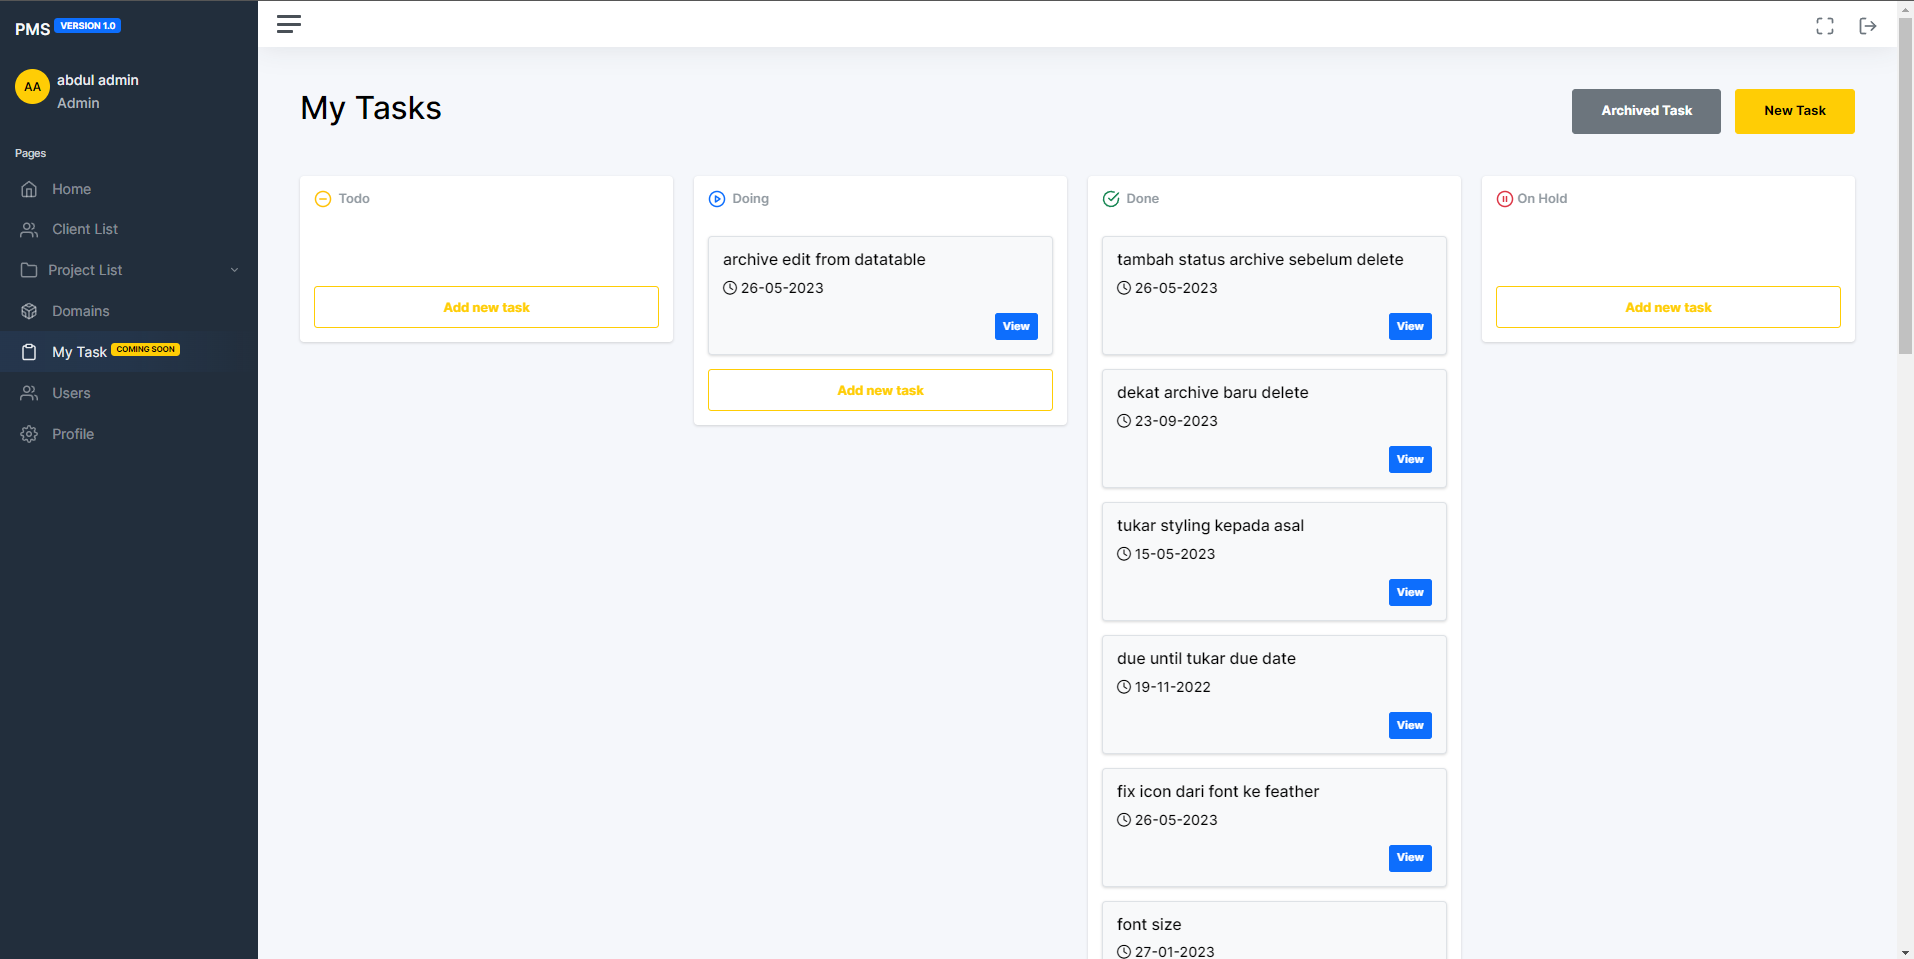 PMS VERSION 1.0
AA
abdul admin
Admin
Pages
Home
Client List
Project List
Domains
My Task COMING SOON
Users
Profile
My Tasks
Archived Task
New Task
Todo
Add new task
Doing
archive edit from datatable
26-05-2023
View
Add new task
Done
tambah status archive sebelum delete
26-05-2023
View
dekat archive baru delete
23-09-2023
View
tukar styling kepada asal
15-05-2023
View
due until tukar due date
19-11-2022
View
fix icon dari font ke feather
26-05-2023
View
font size
27-01-2023
On Hold
Add new task